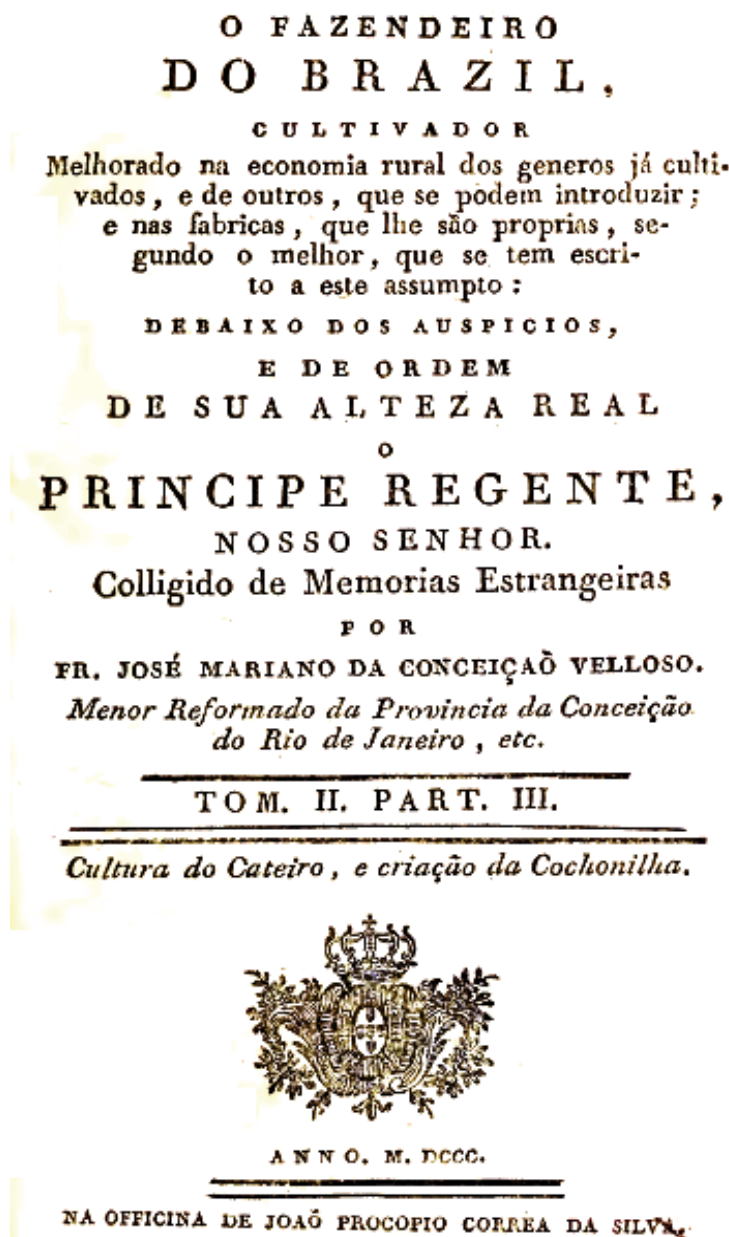 O FAZENDEIRO
DO BRAZIL,
CULTIVADOR
Melhorado na economia rural dos generos já culti-
vados, e de outros, que se podem introduzir;
e nas fabricas, que lhe são proprias, se-
gundo o melhor, que se tem escri-
to a este assumpto:
DEBAIXO DOS AUSPICIOS,
E DE ORDEM
DE SUA ALTEZA REAL
O
PRINCIPE REGENTE,
NOSSO SENHOR.
Colligido de Memorias Estrangeiras
POR
FR. JOSÉ MARIANO DA CONCEIÇAÕ VELLOSO.
Menor Reformado da Provincia da Conceição
do Rio de Janeiro, etc.
TOM. II. PART. III.
Cultura do Cateiro, e criação da Cochonilha.
ANNO. M. DCCC.
NA OFFICINA DE JOAÕ PROCOPIO CORREA DA SILVA.